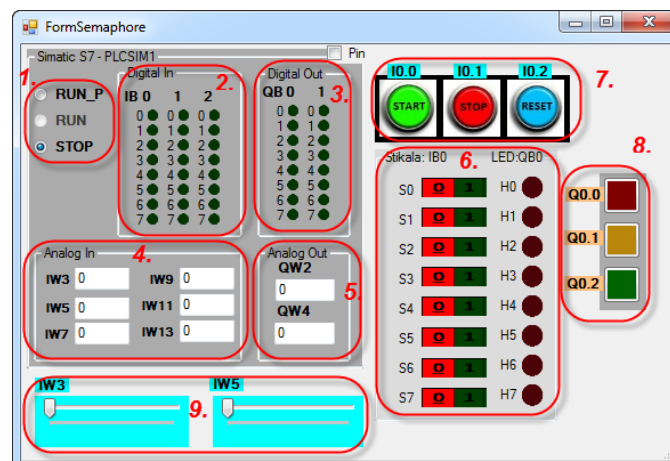 FormSemaphore
Simatic S7 - PLCSIM1
Pin
1.
RUN_P
RUN
STOP
Digital In
2.
IB 0 1 2
0 0 0
1 1 1
2 2 2
3 3 3
4 4 4
5 5 5
6 6 6
7 7 7
Digital Out
QB 0 1
3.
0 0
1 1
2 2
3 3
4 4
5 5
6 6
7 7
I0.0 I0.1 I0.2
START STOP RESET
7.
Analog In
4.
IW3 0 IW9 0
IW5 0 IW11 0
IW7 0 IW13 0
Analog Out
QW2
0
5.
QW4
0
Stikala: IB0 6. LED:QB0
S0 0 1 H0
S1 0 1 H1
S2 0 1 H2
S3 0 1 H3
S4 0 1 H4
S5 0 1 H5
S6 0 1 H6
S7 0 1 H7
8.
Q0.0
Q0.1
Q0.2
IW3 IW5
9.